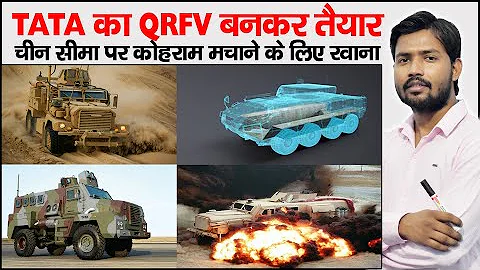 TATA का QRFV बनकर तैयार
चीन सीमा पर कोहराम मचाने के लिए रवाना